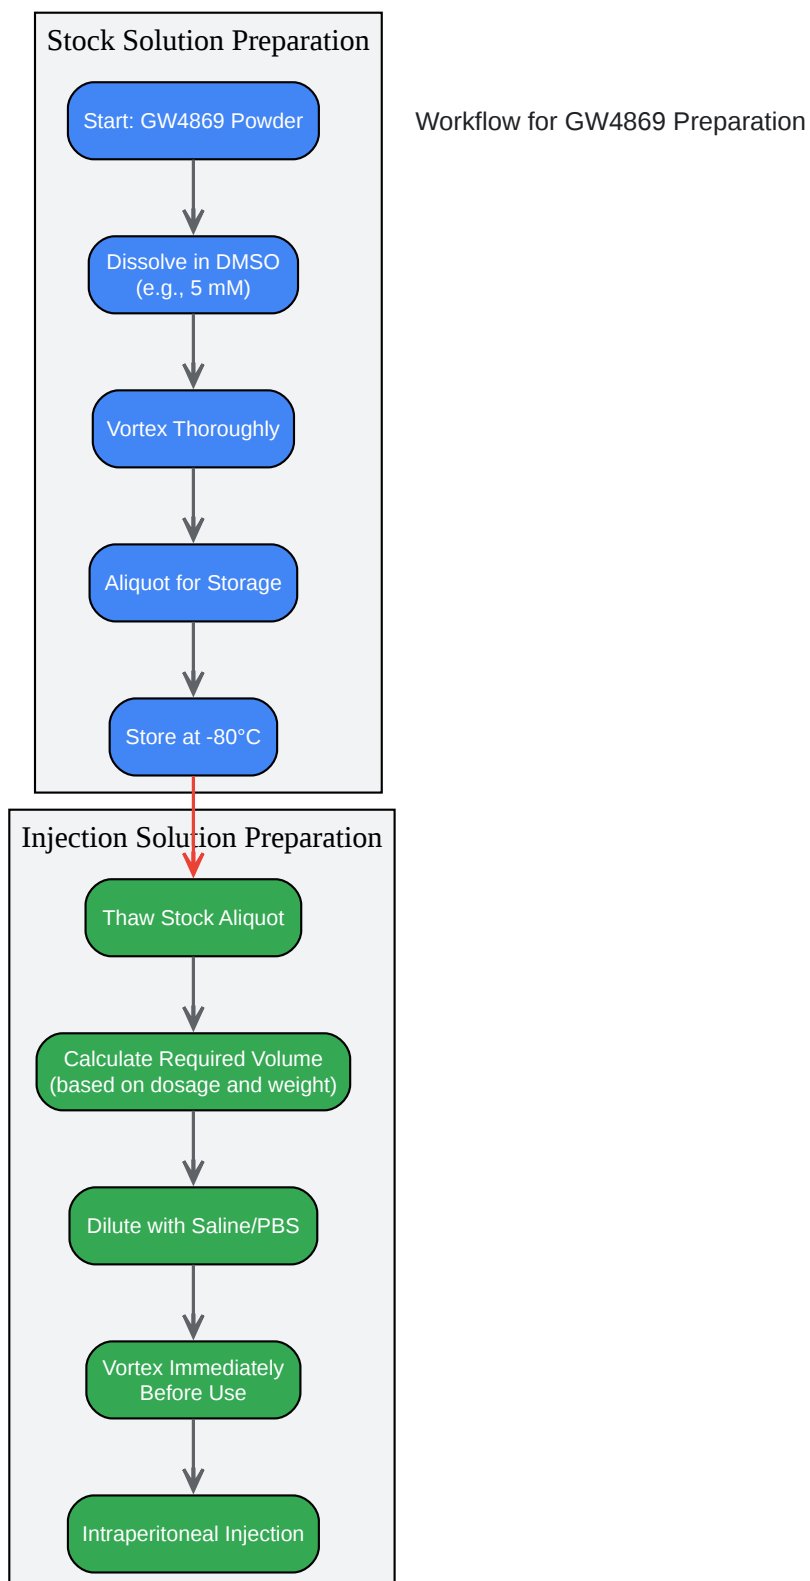 Stock Solution Preparation
Start: GW4869 Powder
Workflow for GW4869 Preparation
Dissolve in DMSO
(e.g., 5 mM)
Vortex Thoroughly
Aliquot for Storage
Store at -80°C
Injection Solution Preparation
Thaw Stock Aliquot
Calculate Required Volume
(based on dosage and weight)
Dilute with Saline/PBS
Vortex Immediately
Before Use
Intraperitoneal Injection